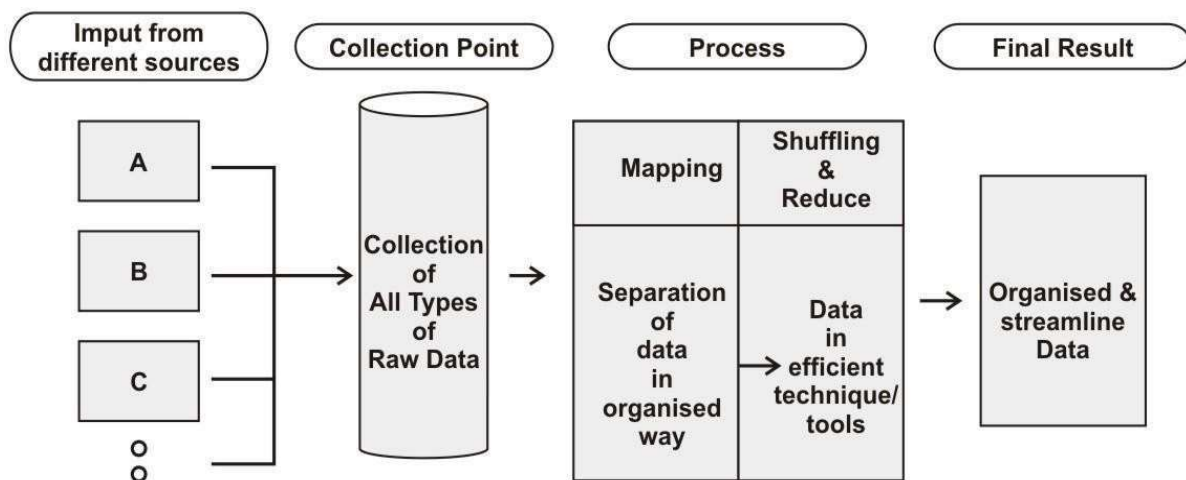 Imput from
different sources
Collection Point
Process
Final Result
A
B
C
Collection
of
All Types
of
Raw Data
Mapping
Shuffling
&
Reduce
Separation
of
data
in
organised
way
Data
in
efficient
technique/
tools
Organised &
streamline
Data